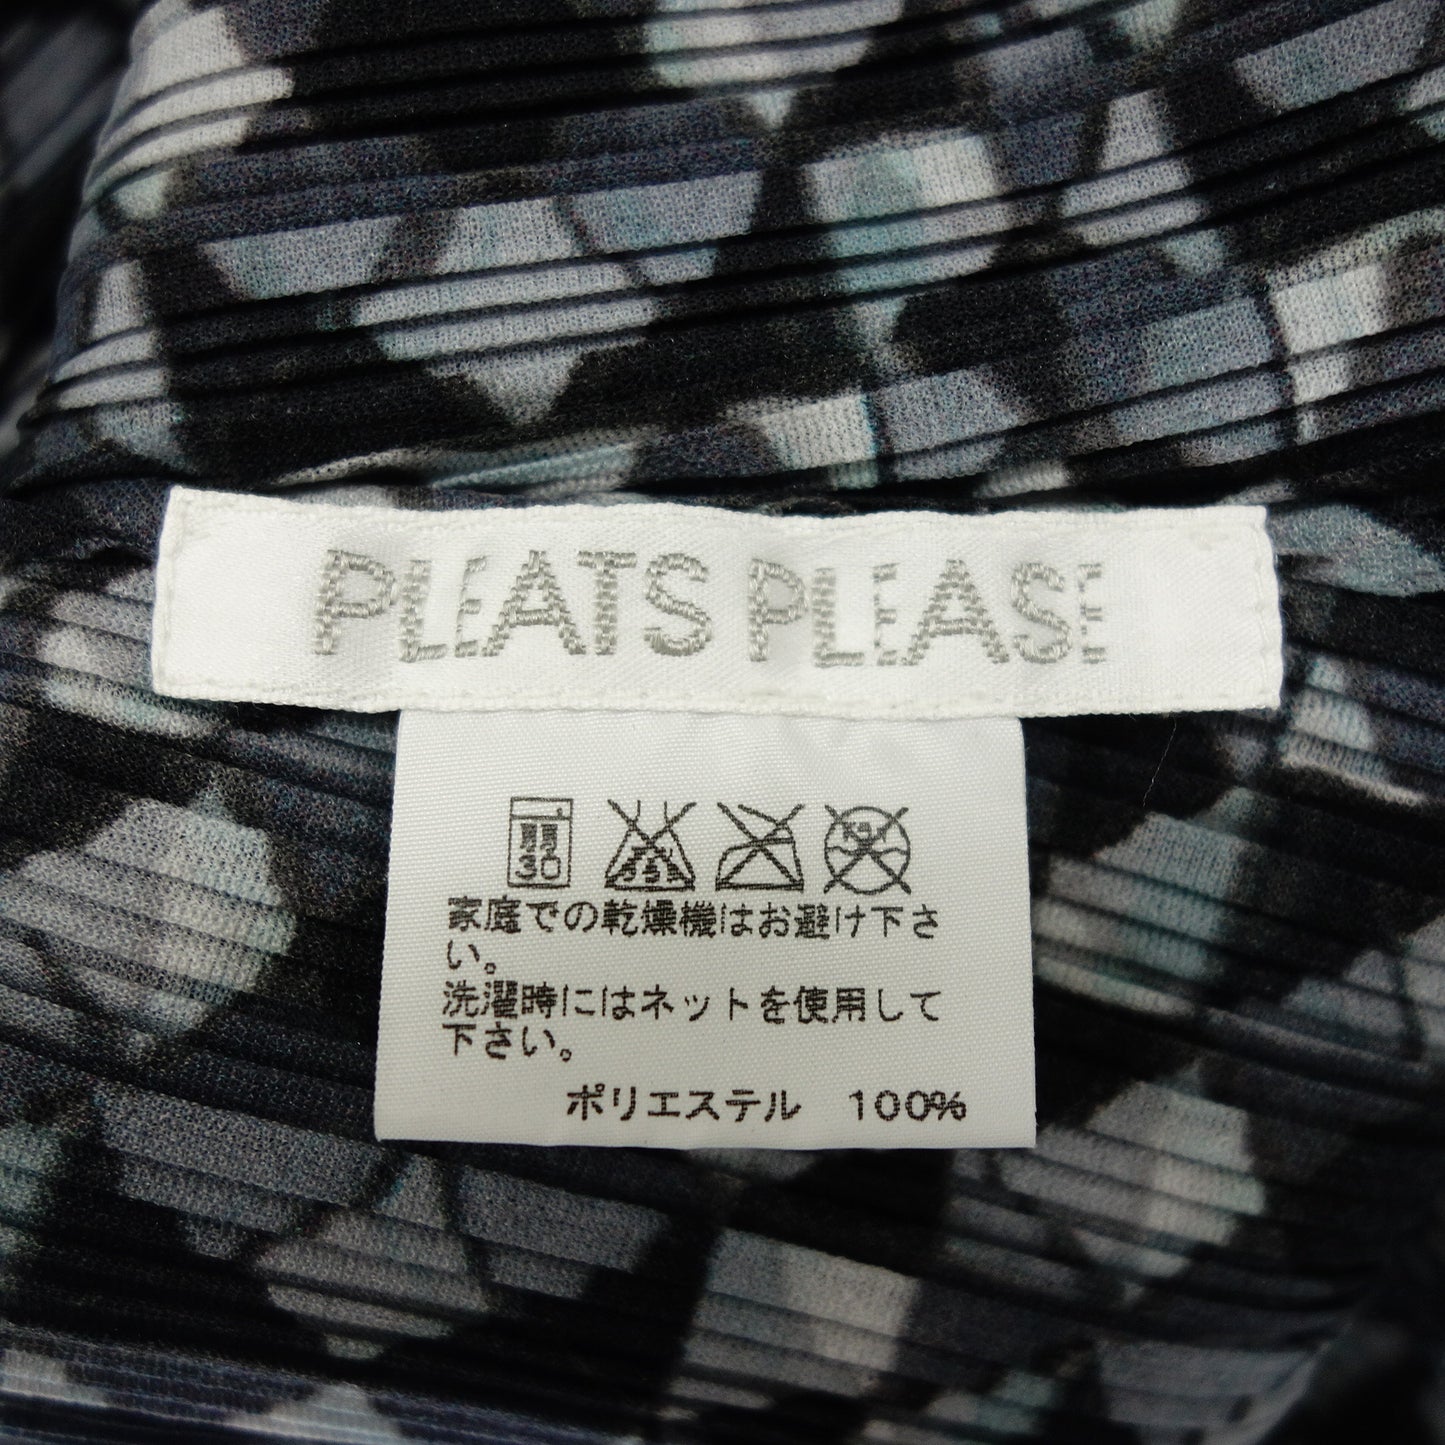 PLEATS PLEASE
30
家庭での乾燥機はお避け下さ
い。
洗濯時にはネットを使用して
下さい。
ポリエステル 100%